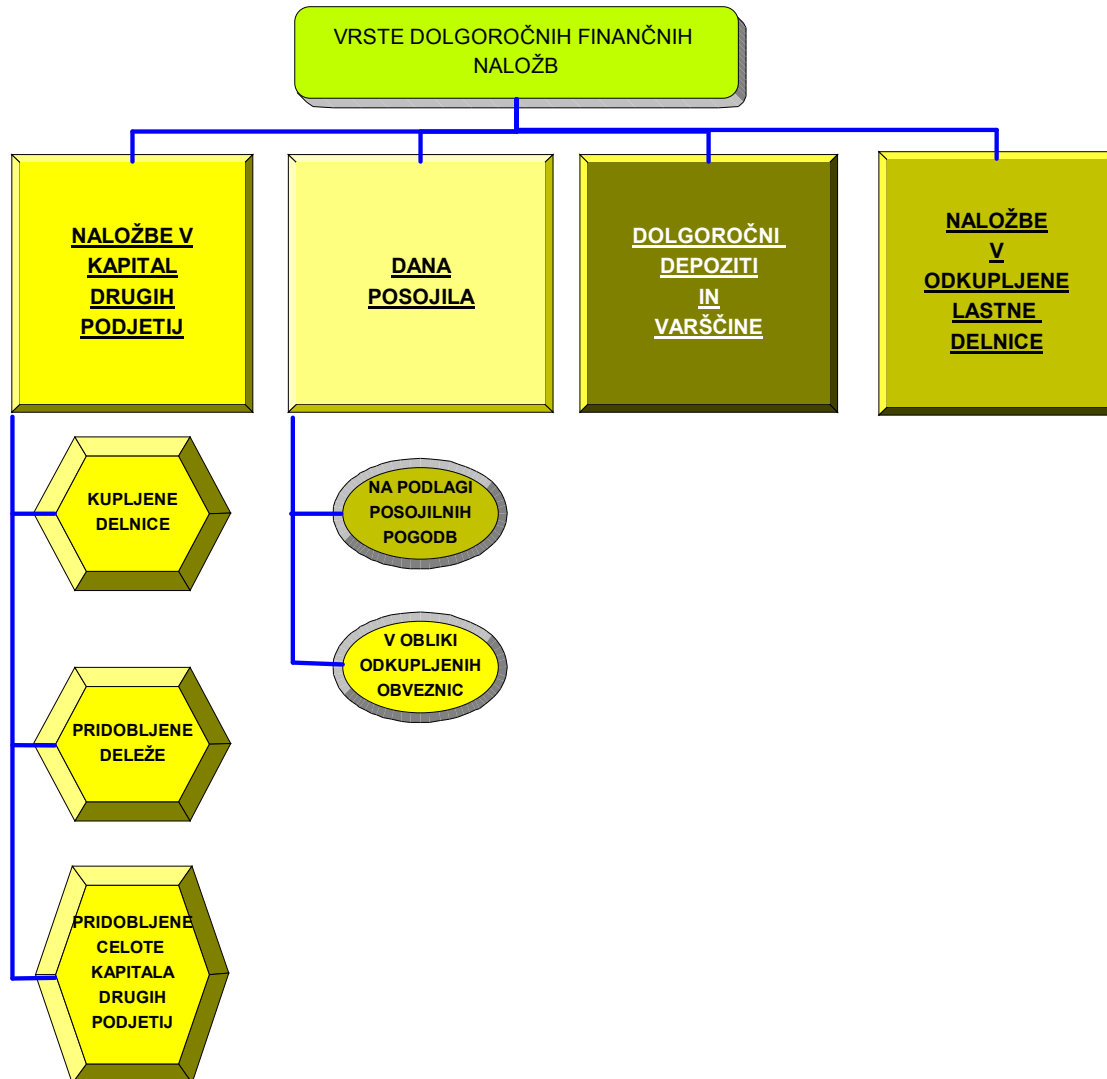 VRSTE DOLGOROČNIH FINANČNIH
NALOŽB
NALOŽBE V
KAPITAL
DRUGIH
PODJETIJ
DANA
POSOJILA
DOLGOROČNI
DEPOZITI
IN
VARŠČINE
NALOŽBE
V
ODKUPLJENE
LASTNE
DELNICE
KUPLJENE
DELNICE
PRIDOBLJENE
DELEŽE
PRIDOBLJENE
CELOTE
KAPITALA
DRUGIH
PODJETIJ
NA PODLAGI
POSOJILNIH
POGODB
V OBLIKI
ODKUPLJENIH
OBVEZNIC